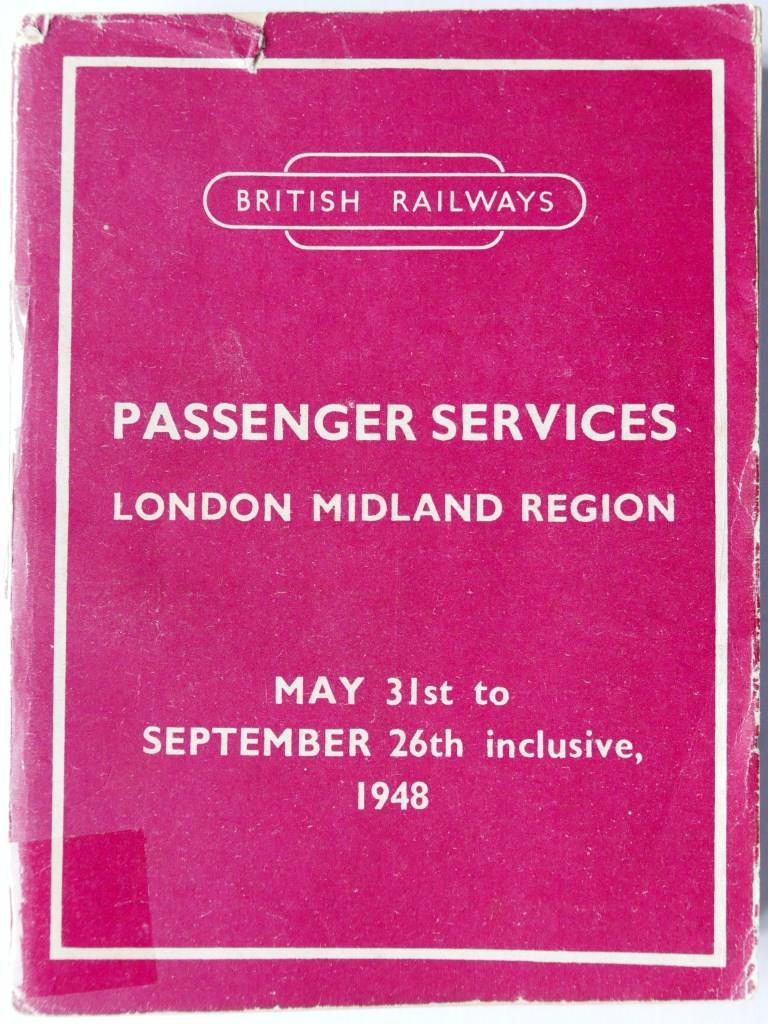 BRITISH RAILWAYS
PASSENGER SERVICES
LONDON MIDLAND REGION
MAY 31st to
SEPTEMBER 26th inclusive,
1948